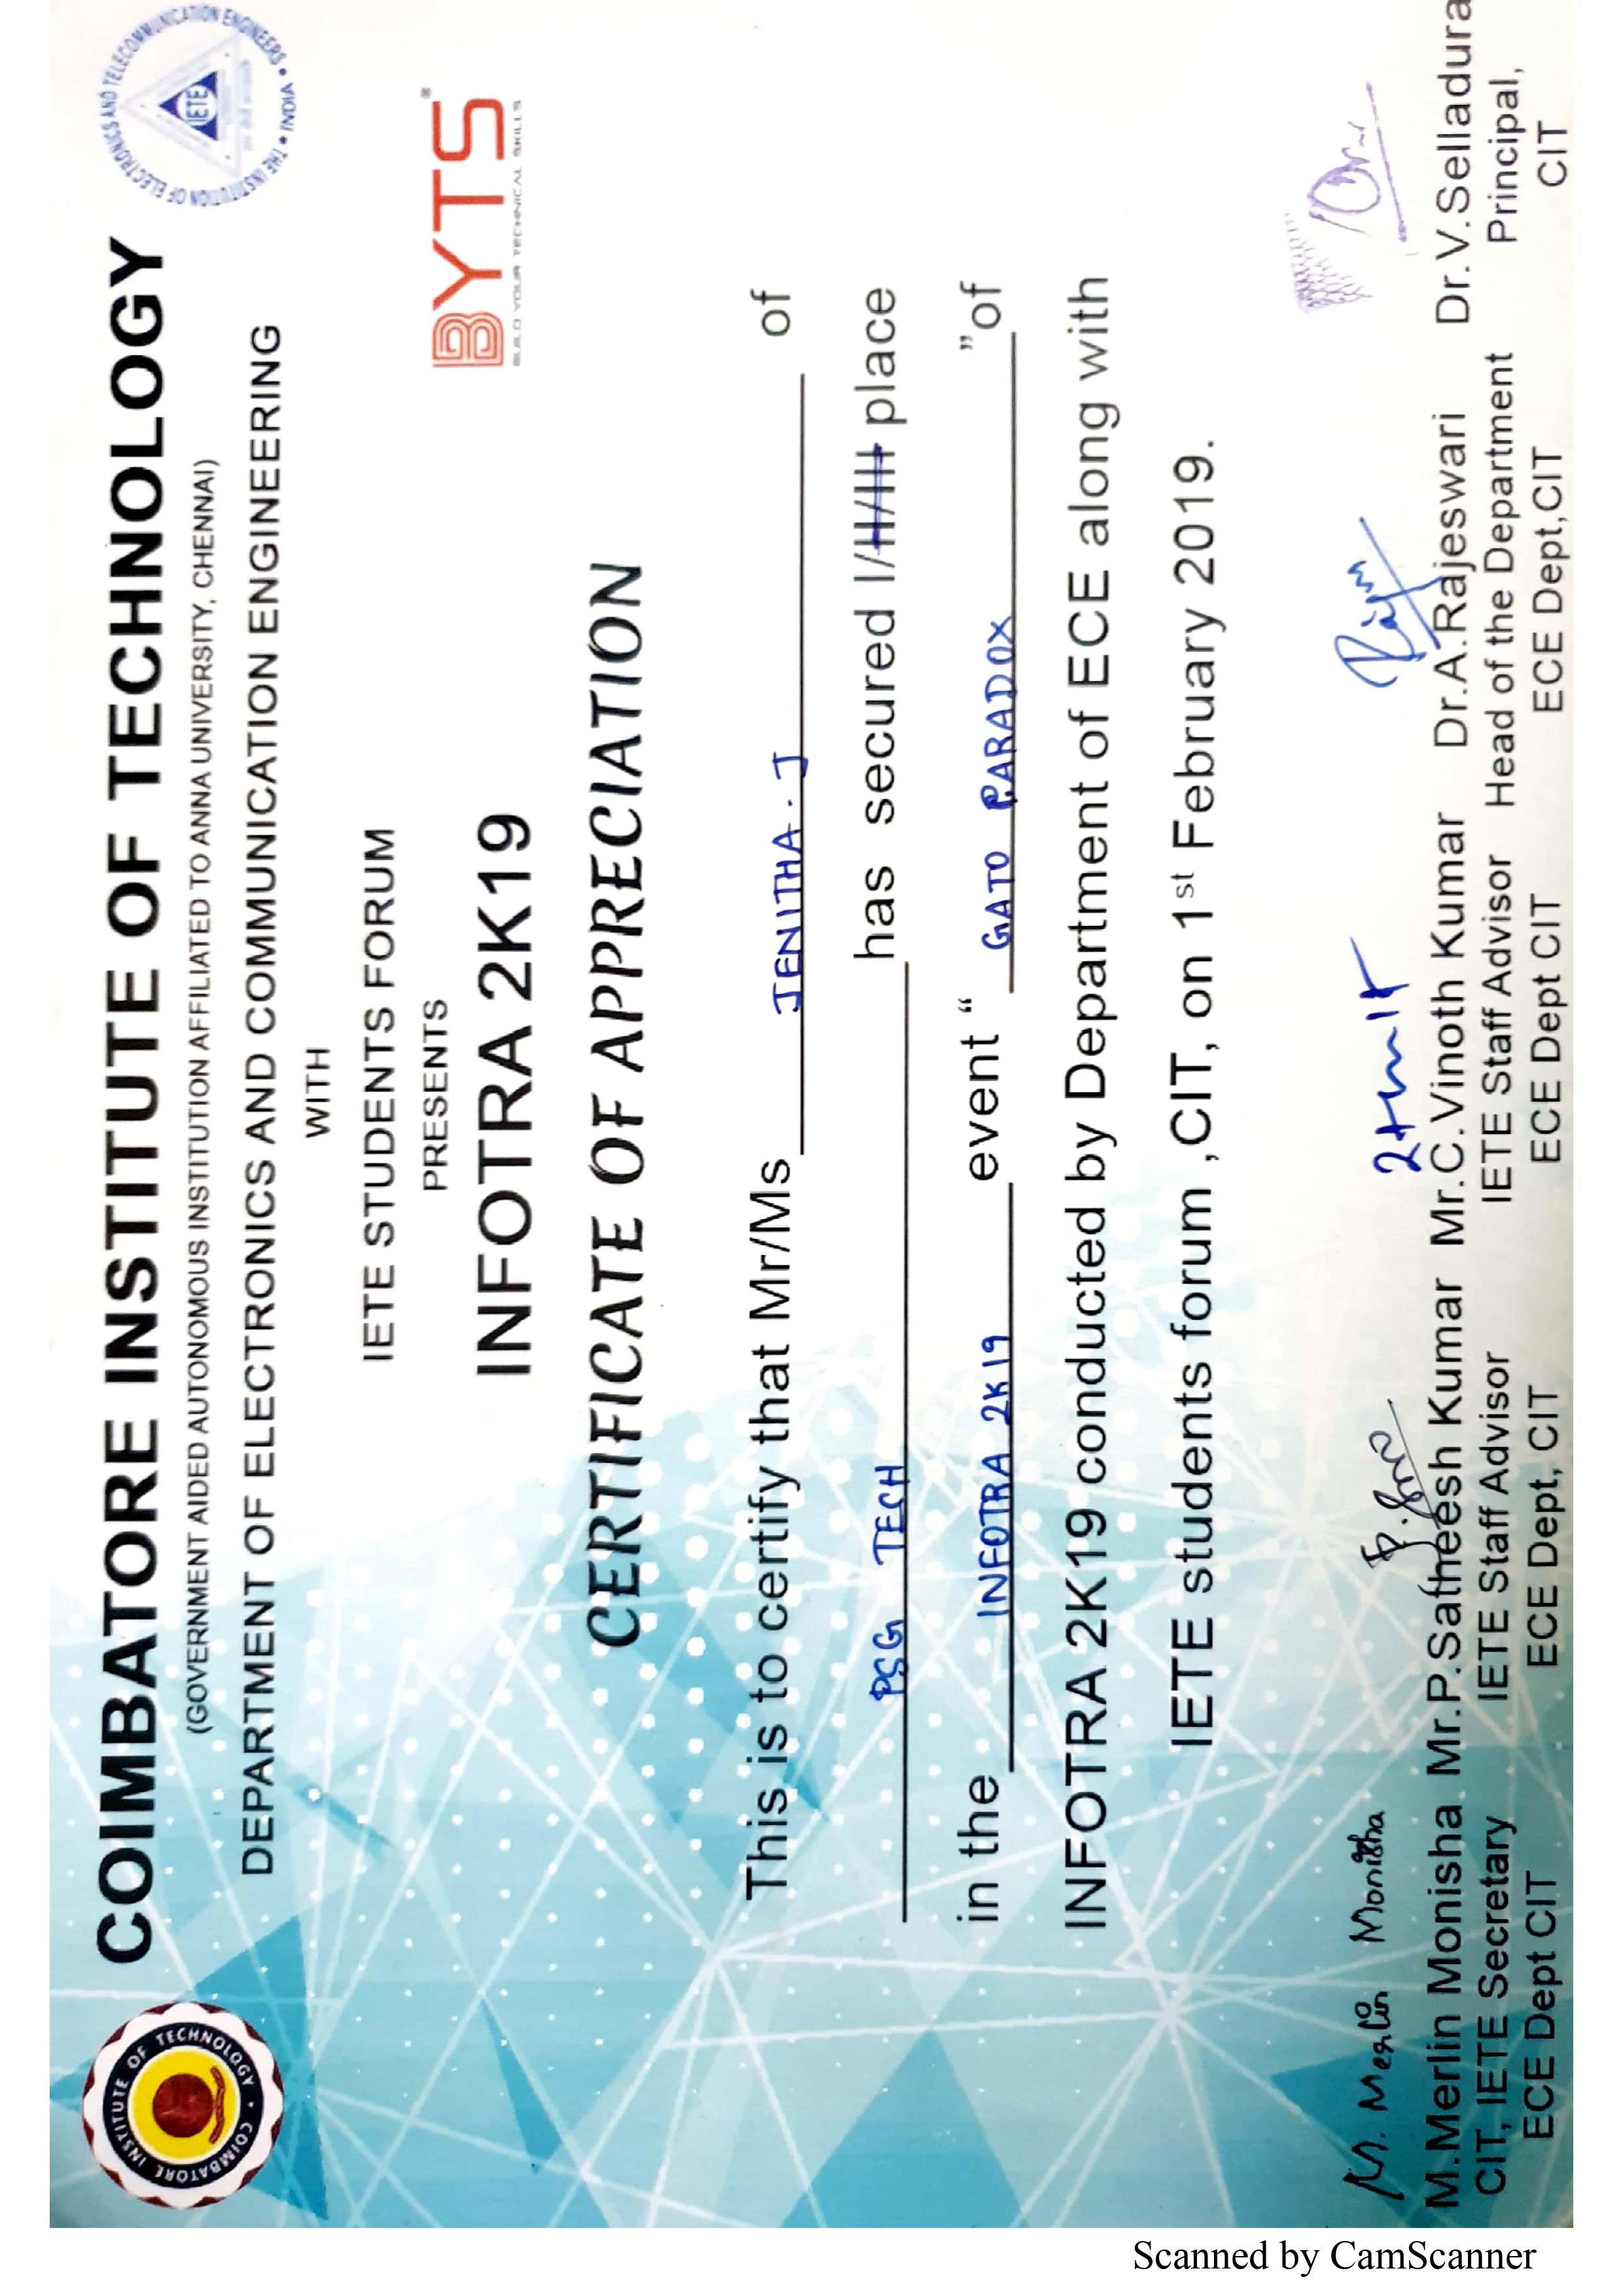 COIMBATORE INSTITUTE OF TECHNOLOGY
(GOVERNMENT AIDED AUTONOMOUS INSTITUTION AFFILIATED TO ANNA UNIVERSITY, CHENNAI)
DEPARTMENT OF ELECTRONICS AND COMMUNICATION ENGINEERING
WITH
IETE STUDENTS FORUM
PRESENTS
INFOTRA 2K19
CERTIFICATE OF APPRECIATION
COIMBATORE INSTITUTE OF TECHNOLOGY • COIMBATORE
THE INSTITUTION OF ELECTRONICS AND TELECOMMUNICATION ENGINEERS • INDIA •
IETE
BYTS®
BUILD YOUR TECHNICAL SKILLS
This is to certify that Mr/Ms JENITHA . J of
PSG TECH has secured I/II/III place
in the INFOTRA 2K19 event “ GATO PARADOX ”of
INFOTRA 2K19 conducted by Department of ECE along with
IETE students forum ,CIT, on 1st February 2019.
M. Merlin Monisha
M.Merlin Monisha Mr.P.Satheesh Kumar Mr.C.Vinoth Kumar Dr.A.Rajeswari Dr.V.Selladura
CIT, IETE Secretary IETE Staff Advisor IETE Staff Advisor Head of the Department Principal,
ECE Dept CIT ECE Dept, CIT ECE Dept CIT ECE Dept,CIT CIT
Scanned by CamScanner